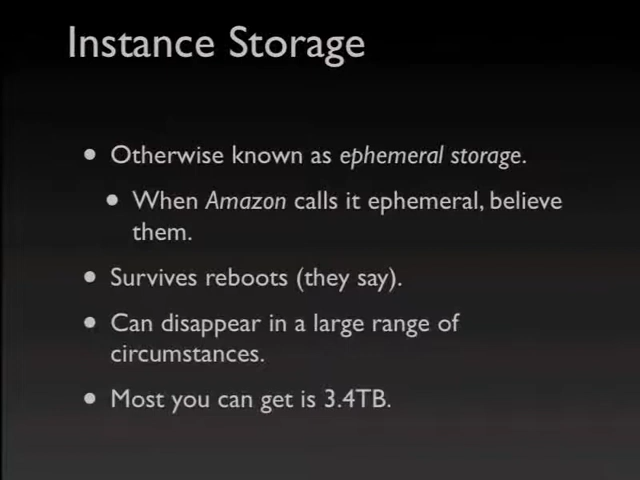 Instance Storage
• Otherwise known as ephemeral storage.
• When Amazon calls it ephemeral, believe
them.
• Survives reboots (they say).
• Can disappear in a large range of
circumstances.
• Most you can get is 3.4TB.